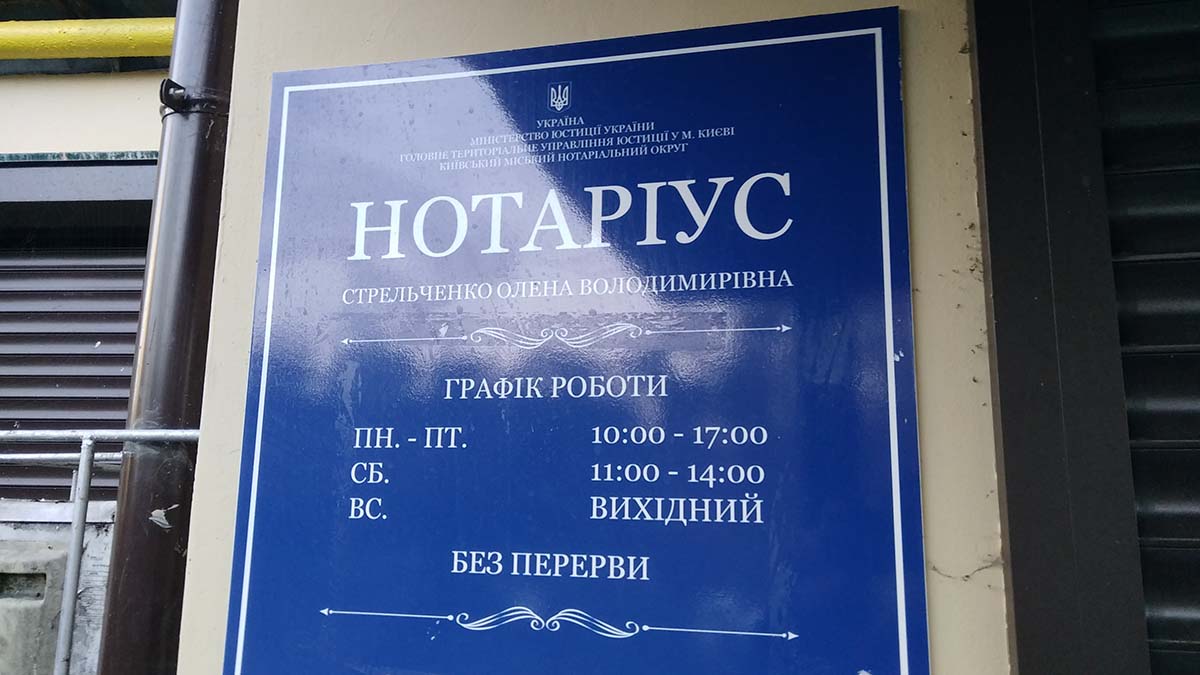 УКРАЇНА
МІНІСТЕРСТВО ЮСТИЦІЇ УКРАЇНИ
ГОЛОВНЕ ТЕРИТОРІАЛЬНЕ УПРАВЛІННЯ ЮСТИЦІЇ У М. КИЄВІ
КИЇВСЬКИЙ МІСЬКИЙ НОТАРІАЛЬНИЙ ОКРУГ
НОТАРІУС
СТРЕЛЬЧЕНКО ОЛЕНА ВОЛОДИМИРІВНА
ГРАФІК РОБОТИ
ПН. - ПТ. 10:00 - 17:00
СБ. 11:00 - 14:00
ВС. ВИХІДНИЙ
БЕЗ ПЕРЕРВИ